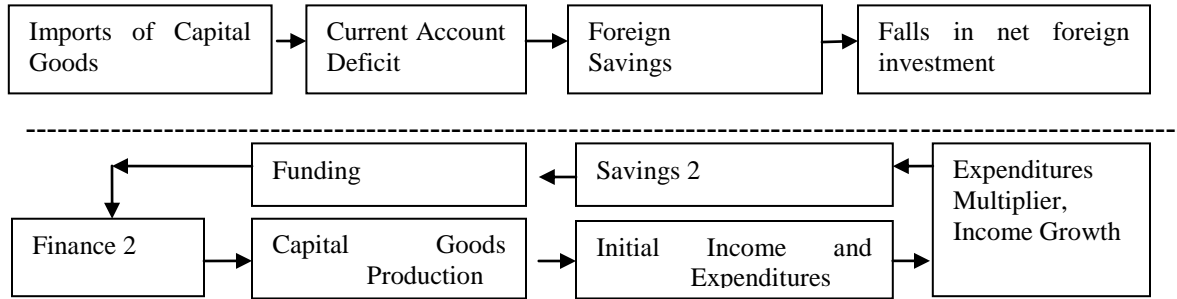 Imports of Capital
Goods
Current Account
Deficit
Foreign
Savings
Falls in net foreign
investment
Funding
Savings 2
Expenditures
Multiplier,
Income Growth
Finance 2
Capital Goods
Production
Initial Income and
Expenditures